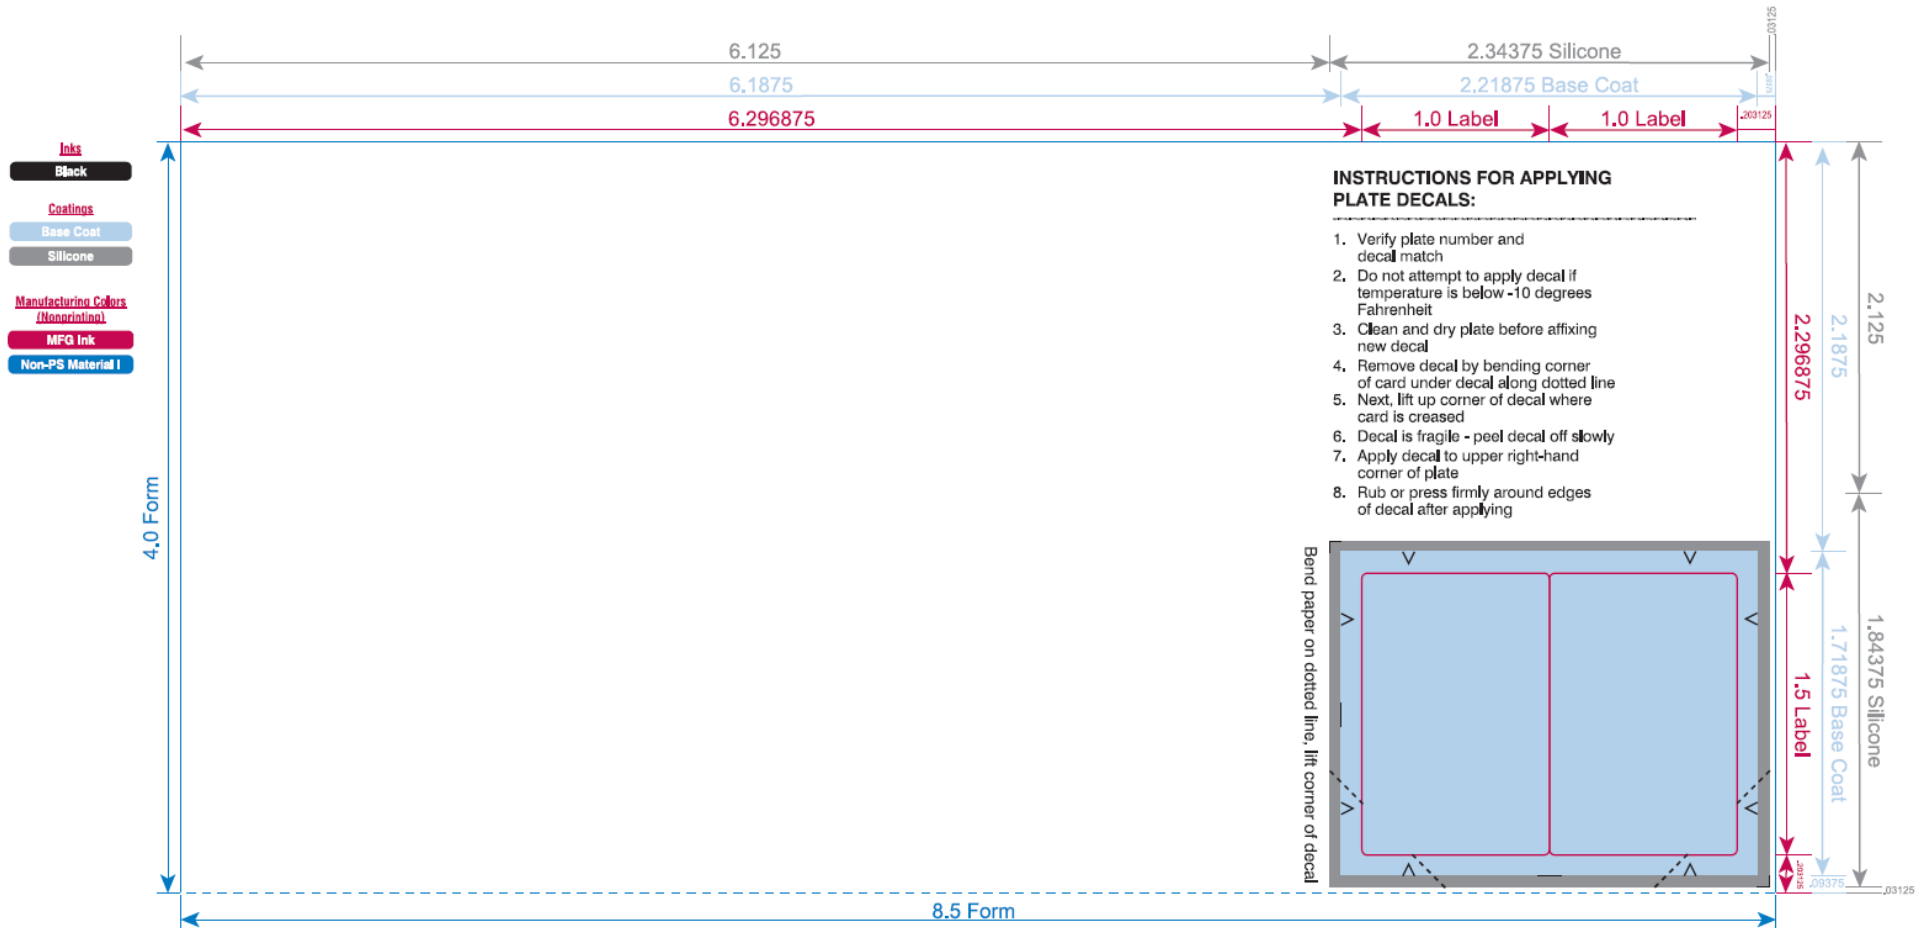 .03125
6.125
2.34375 Silicone
6.1875
2.21875 Base Coat
6.296875
1.0 Label
1.0 Label
.203125
Inks
Black
Coatings
Base Coat
Silicone
Manufacturing Colors
(Nonprinting)
MFG Ink
Non-PS Material I
4.0 Form
INSTRUCTIONS FOR APPLYING
PLATE DECALS:
1. Verify plate number and
decal match
2. Do not attempt to apply decal if
temperature is below -10 degrees
Fahrenheit
3. Clean and dry plate before affixing
new decal
4. Remove decal by bending corner
of card under decal along dotted line
5. Next, lift up corner of decal where
card is creased
6. Decal is fragile - peel decal off slowly
7. Apply decal to upper right-hand
corner of plate
8. Rub or press firmly around edges
of decal after applying
Bend paper on dotted line, lift corner of decal
2.296875
2.1875
2.125
1.5 Label
1.71875 Base Coat
1.84375 Silicone
.203125
.09375
.03125
8.5 Form